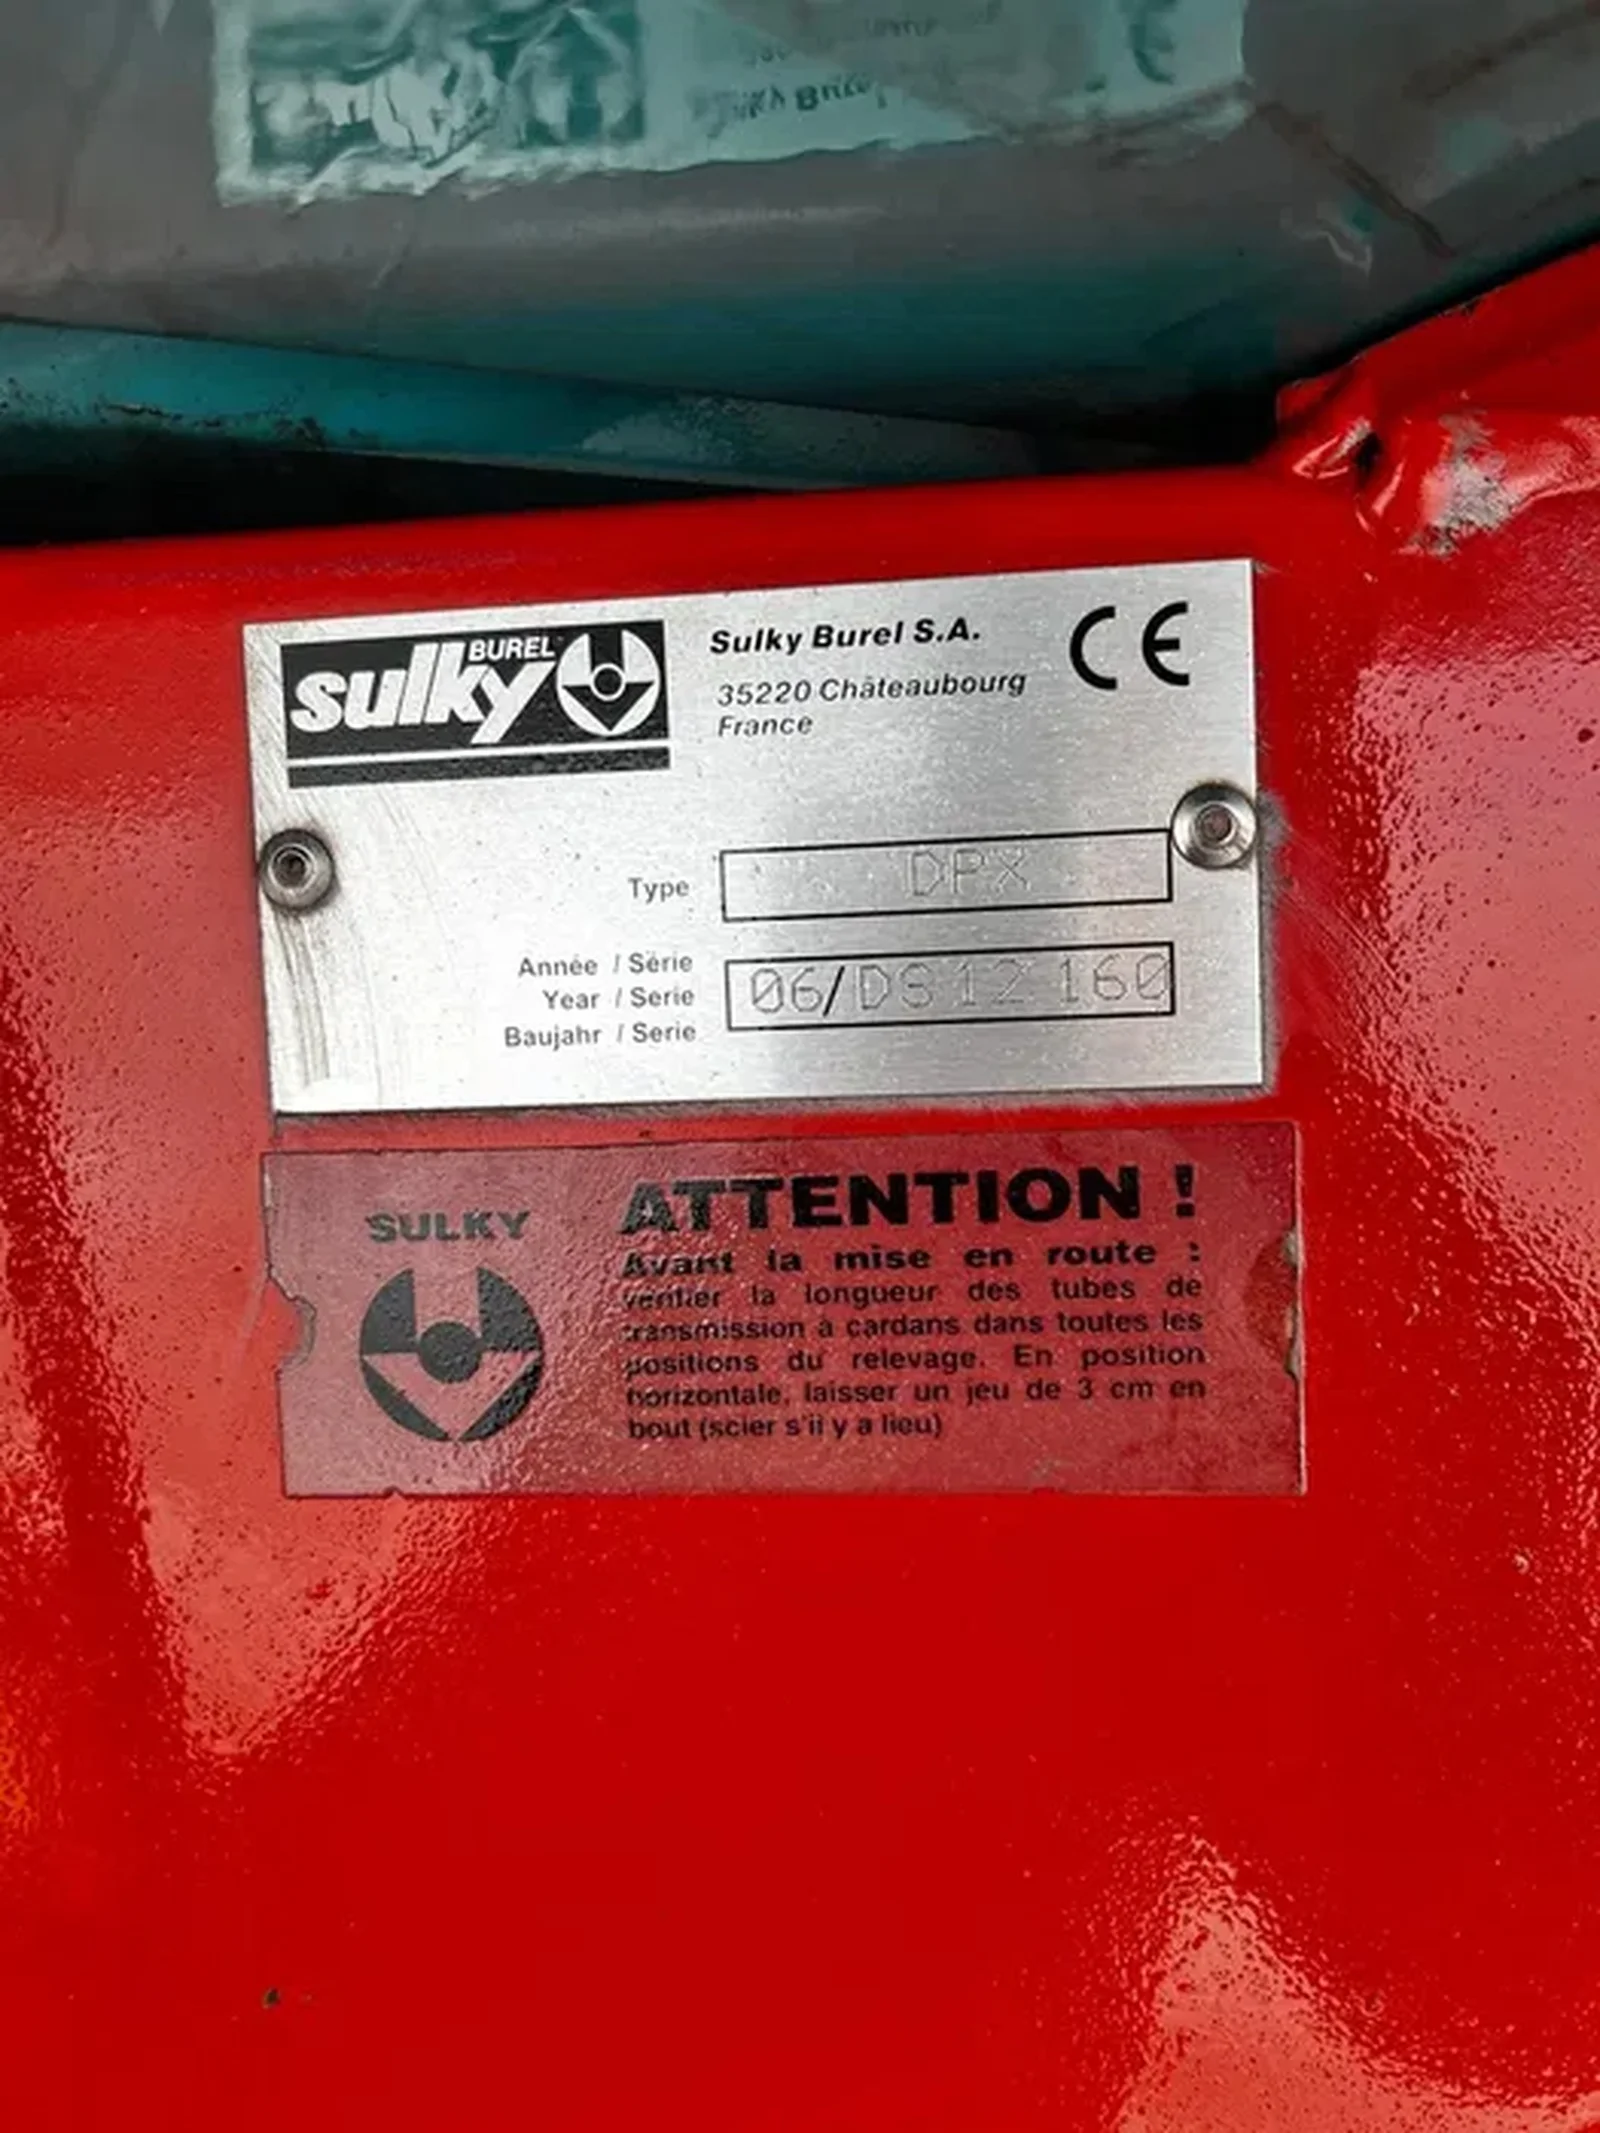 BUREL
sulky
Sulky Burel S.A.
35220 Châteaubourg
France
CE
Type DPX
Année / Série
Year / Serie
Baujahr / Serie
06/DS 12 160
SULKY
ATTENTION !
Avant la mise en route :
vérifier la longueur des tubes de
transmission à cardans dans toutes les
positions du relevage. En position
horizontale, laisser un jeu de 3 cm en
bout (scier s'il y a lieu)